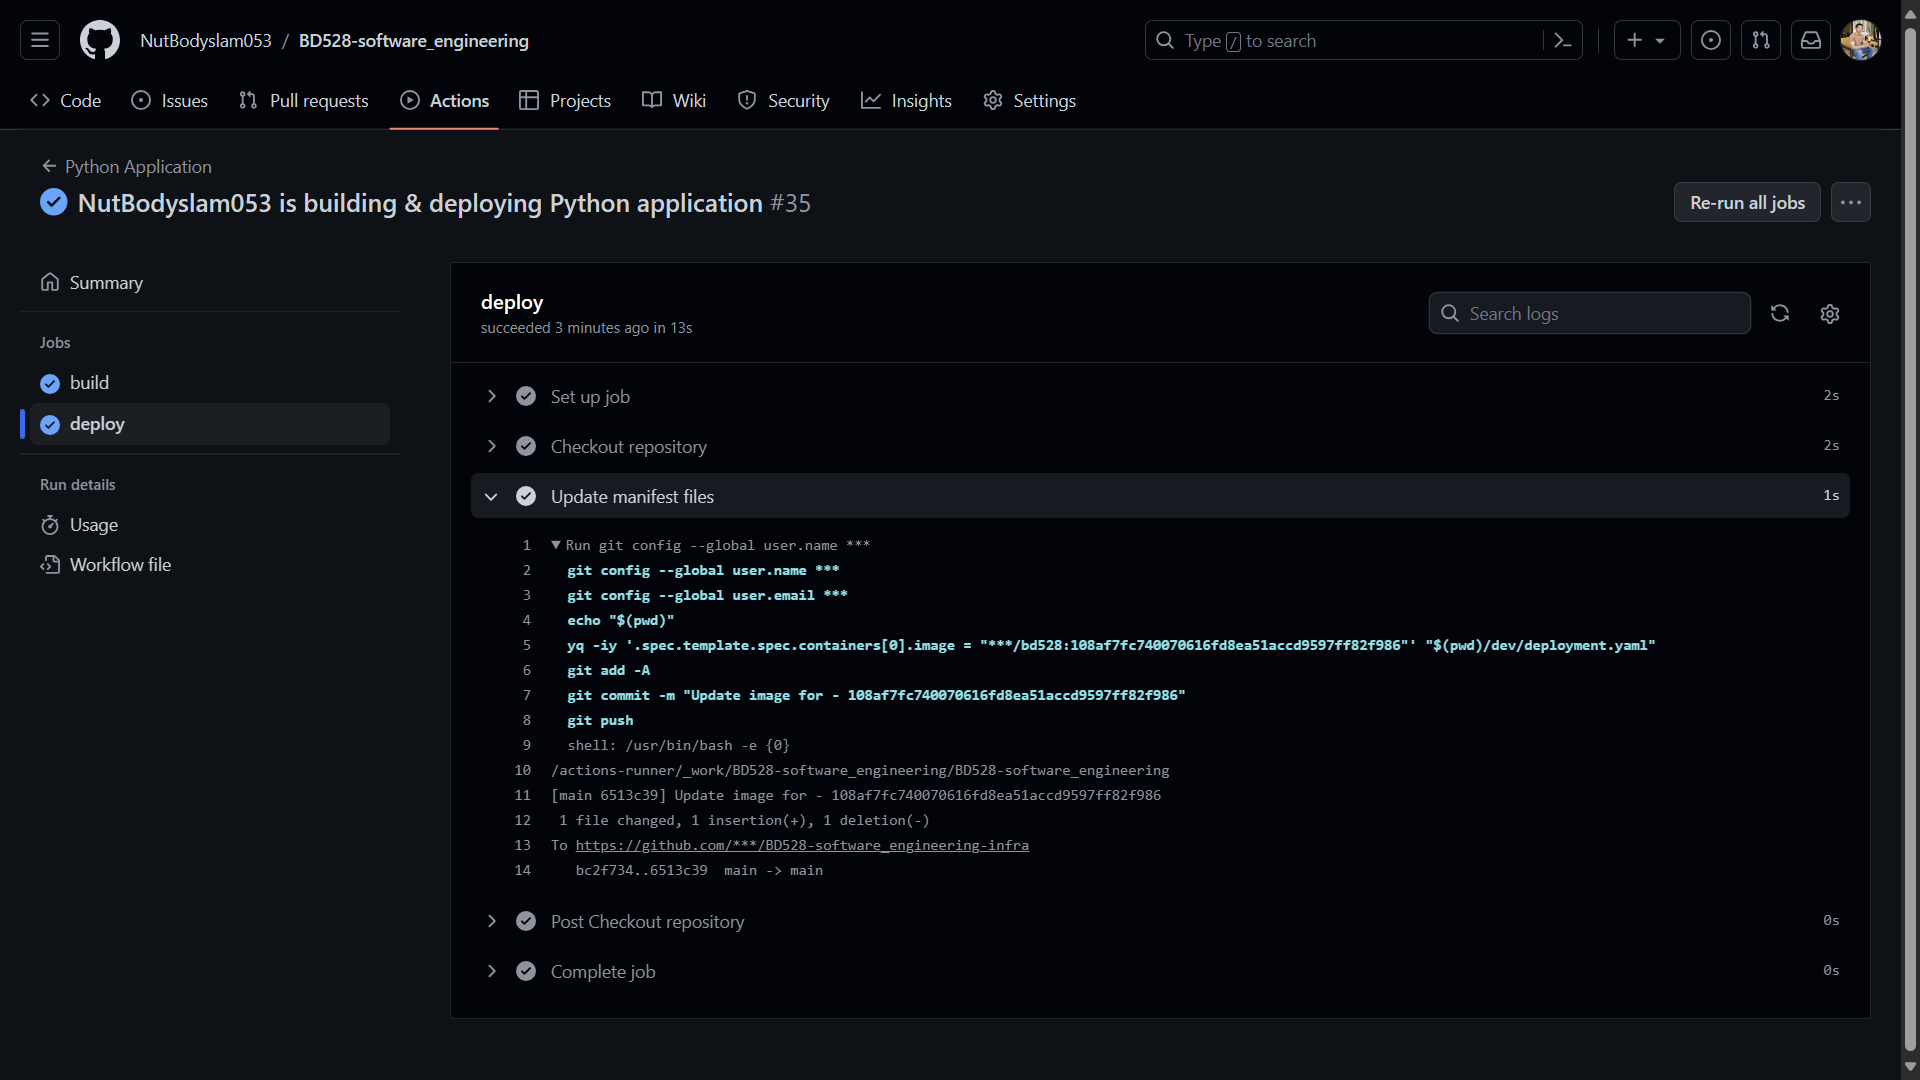 NutBodyslam053 / BD528-software_engineering
Type / to search
Code
Issues
Pull requests
Actions
Projects
Wiki
Security
Insights
Settings
Python Application
NutBodyslam053 is building & deploying Python application #35
Re-run all jobs
Summary
Jobs
build
deploy
Run details
Usage
Workflow file
deploy
succeeded 3 minutes ago in 13s
Search logs
Set up job 2s
Checkout repository 2s
Update manifest files 1s
1 ▼ Run git config --global user.name ***
2 git config --global user.name ***
3 git config --global user.email ***
4 echo "$(pwd)"
5 yq -iy '.spec.template.spec.containers[0].image = "***/bd528:108af7fc740070616fd8ea51accd9597ff82f986"' "$(pwd)/dev/deployment.yaml"
6 git add -A
7 git commit -m "Update image for - 108af7fc740070616fd8ea51accd9597ff82f986"
8 git push
9 shell: /usr/bin/bash -e {0}
10 /actions-runner/_work/BD528-software_engineering/BD528-software_engineering
11 [main 6513c39] Update image for - 108af7fc740070616fd8ea51accd9597ff82f986
12 1 file changed, 1 insertion(+), 1 deletion(-)
13 To https://github.com/***/BD528-software_engineering-infra
14 bc2f734..6513c39 main -> main
Post Checkout repository 0s
Complete job 0s